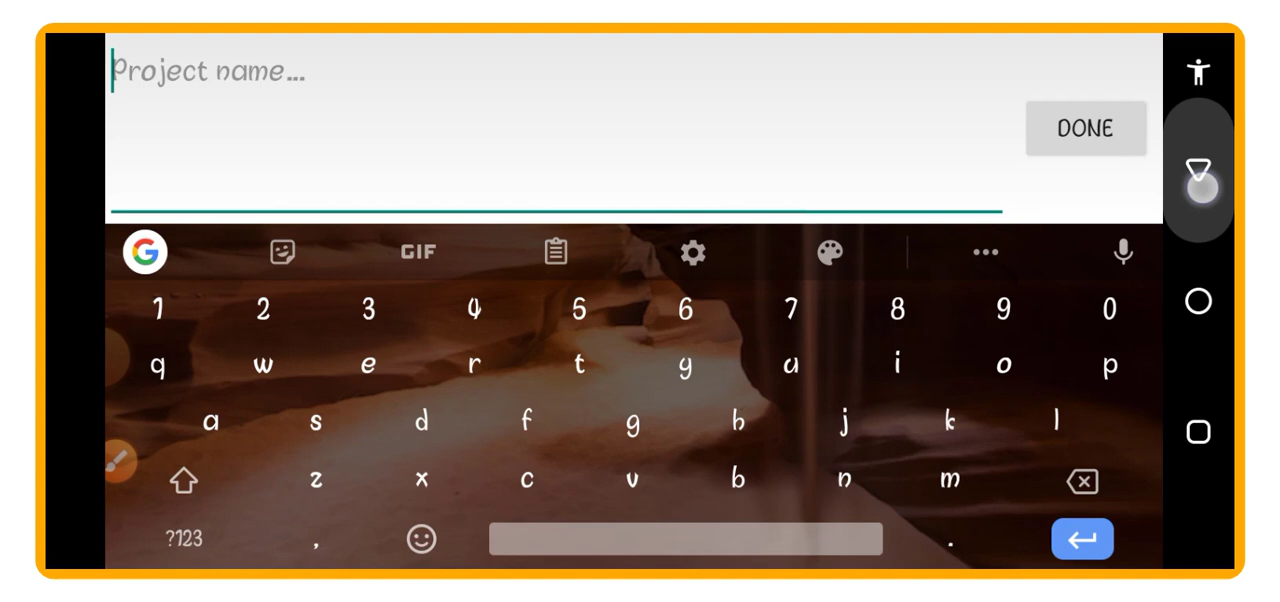 Project name...
DONE
GIF
1 2 3 4 5 6 7 8 9 0
q w e r t y u i o p
a s d f g h j k l
z x c v b n m
?123 , .